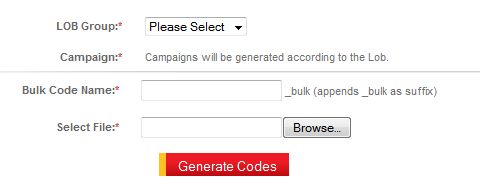 LOB Group:* Please Select
Campaign:* Campaigns will be generated according to the Lob.
Bulk Code Name:* _bulk (appends _bulk as suffix)
Select File:* Browse...
Generate Codes